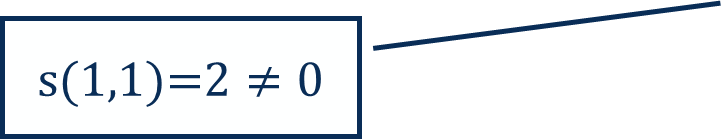 s(1,1)=2 ≠ 0